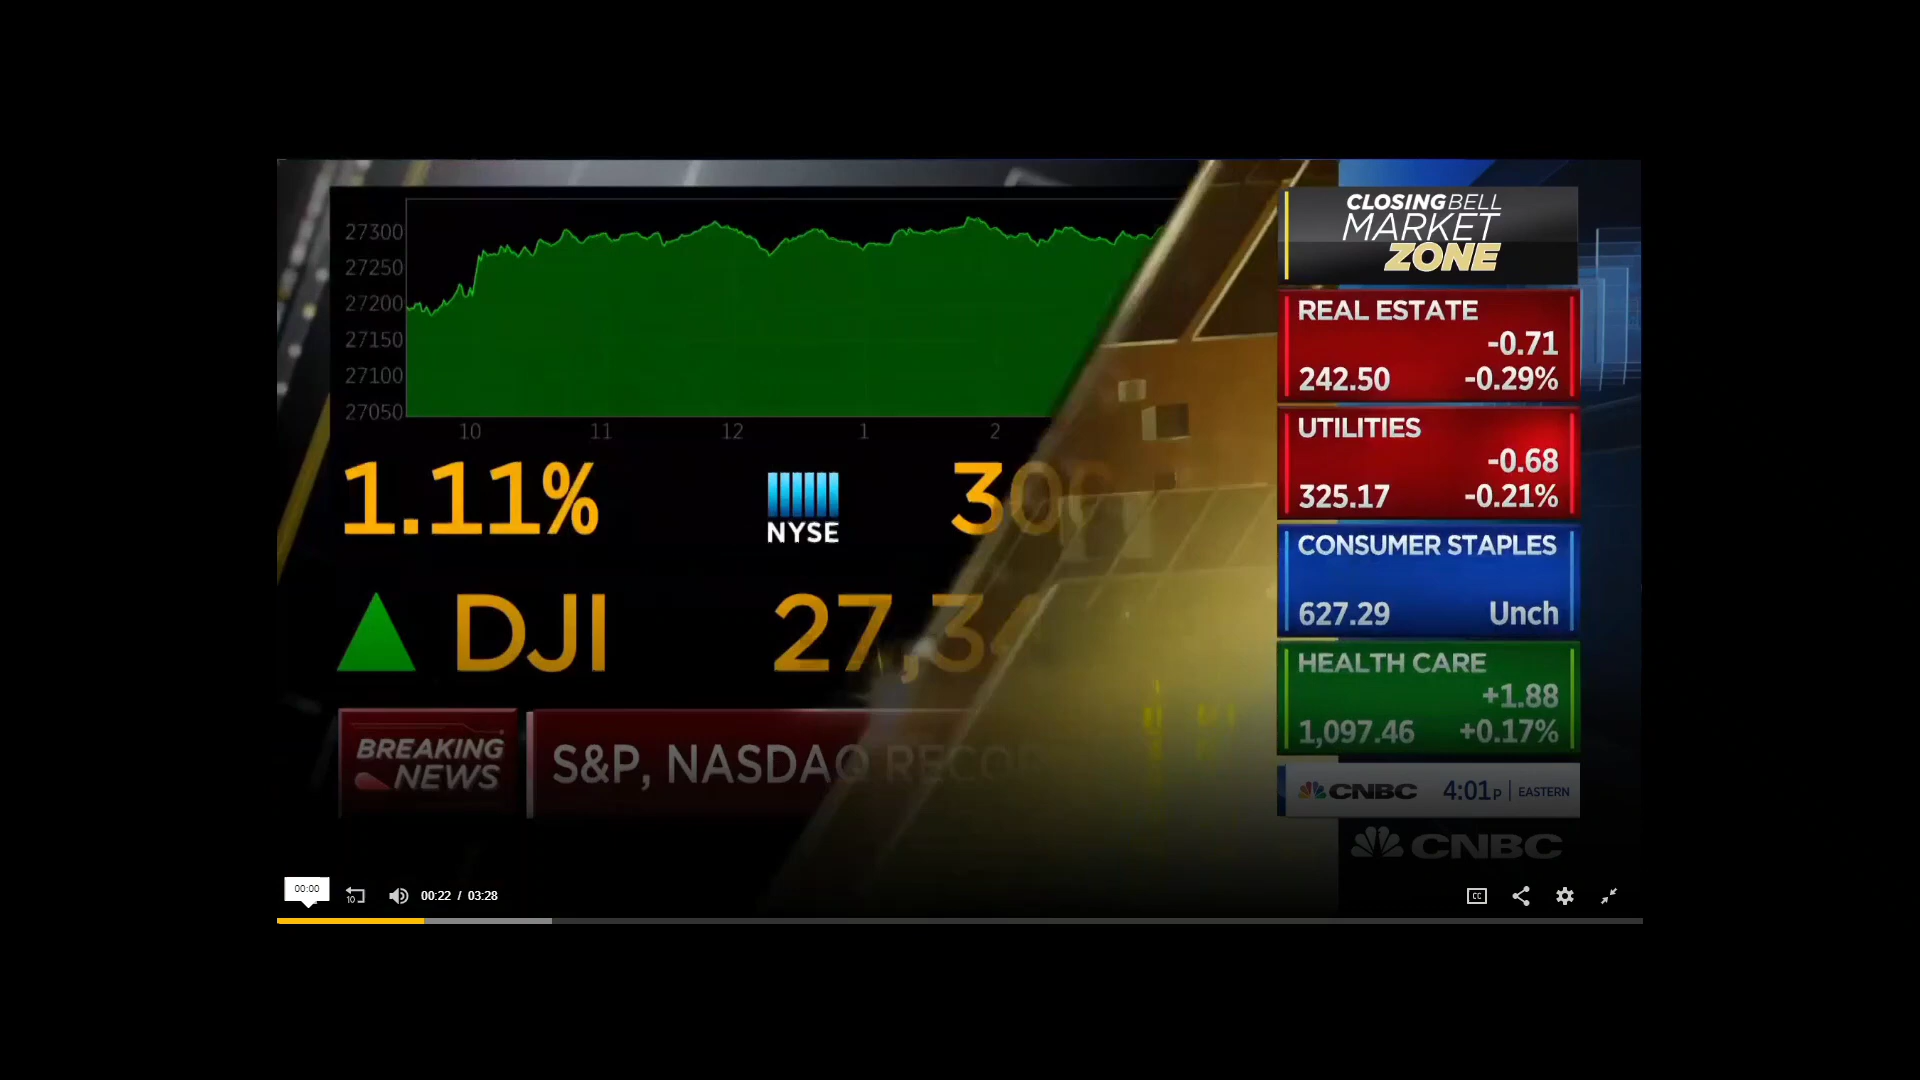 27300
27250
27200
27150
27100
27050
10 11 12 1 2
1.11%
NYSE
DJI
S&P, NASDAQ
BREAKING
NEWS
CLOSING BELL
MARKET
ZONE
REAL ESTATE
-0.71
242.50 -0.29%
UTILITIES
-0.68
325.17 -0.21%
CONSUMER STAPLES
627.29 Unch
HEALTH CARE
+1.88
1,097.46 +0.17%
CNBC 4:01P EASTERN
CNBC
00:00
10
00:22 / 03:28
CC